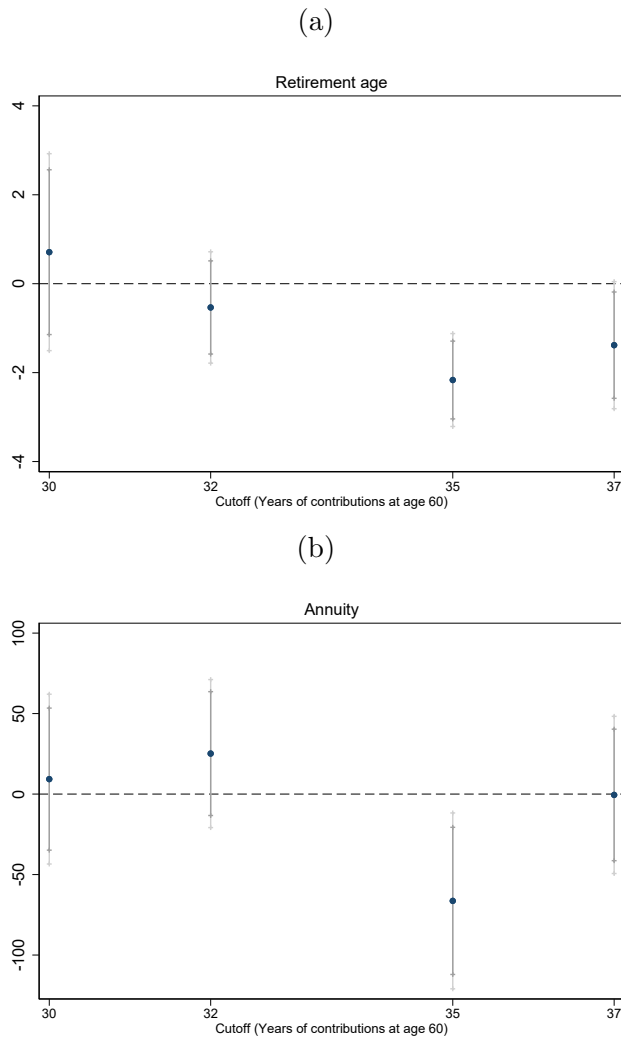 (a)
Retirement age
4
2
0
-2
-4
30 32 35 37
Cutoff (Years of contributions at age 60)
(b)
Annuity
100
50
0
-50
-100
30 32 35 37
Cutoff (Years of contributions at age 60)